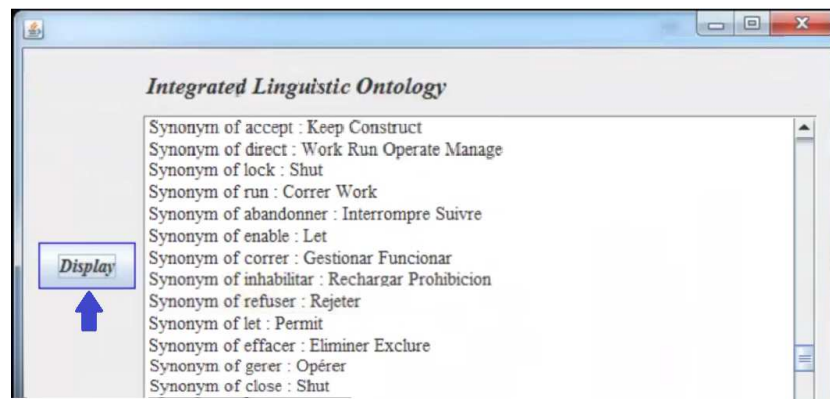 Integrated Linguistic Ontology
Synonym of accept : Keep Construct
Synonym of direct : Work Run Operate Manage
Synonym of lock : Shut
Synonym of run : Correr Work
Synonym of abandonner : Interrompre Suivre
Synonym of enable : Let
Synonym of correr : Gestionar Funcionar
Synonym of inhabilitar : Rechargar Prohibicion
Synonym of refuser : Rejeter
Synonym of let : Permit
Synonym of effacer : Eliminer Exclure
Synonym of gerer : Opérer
Synonym of close : Shut
Display